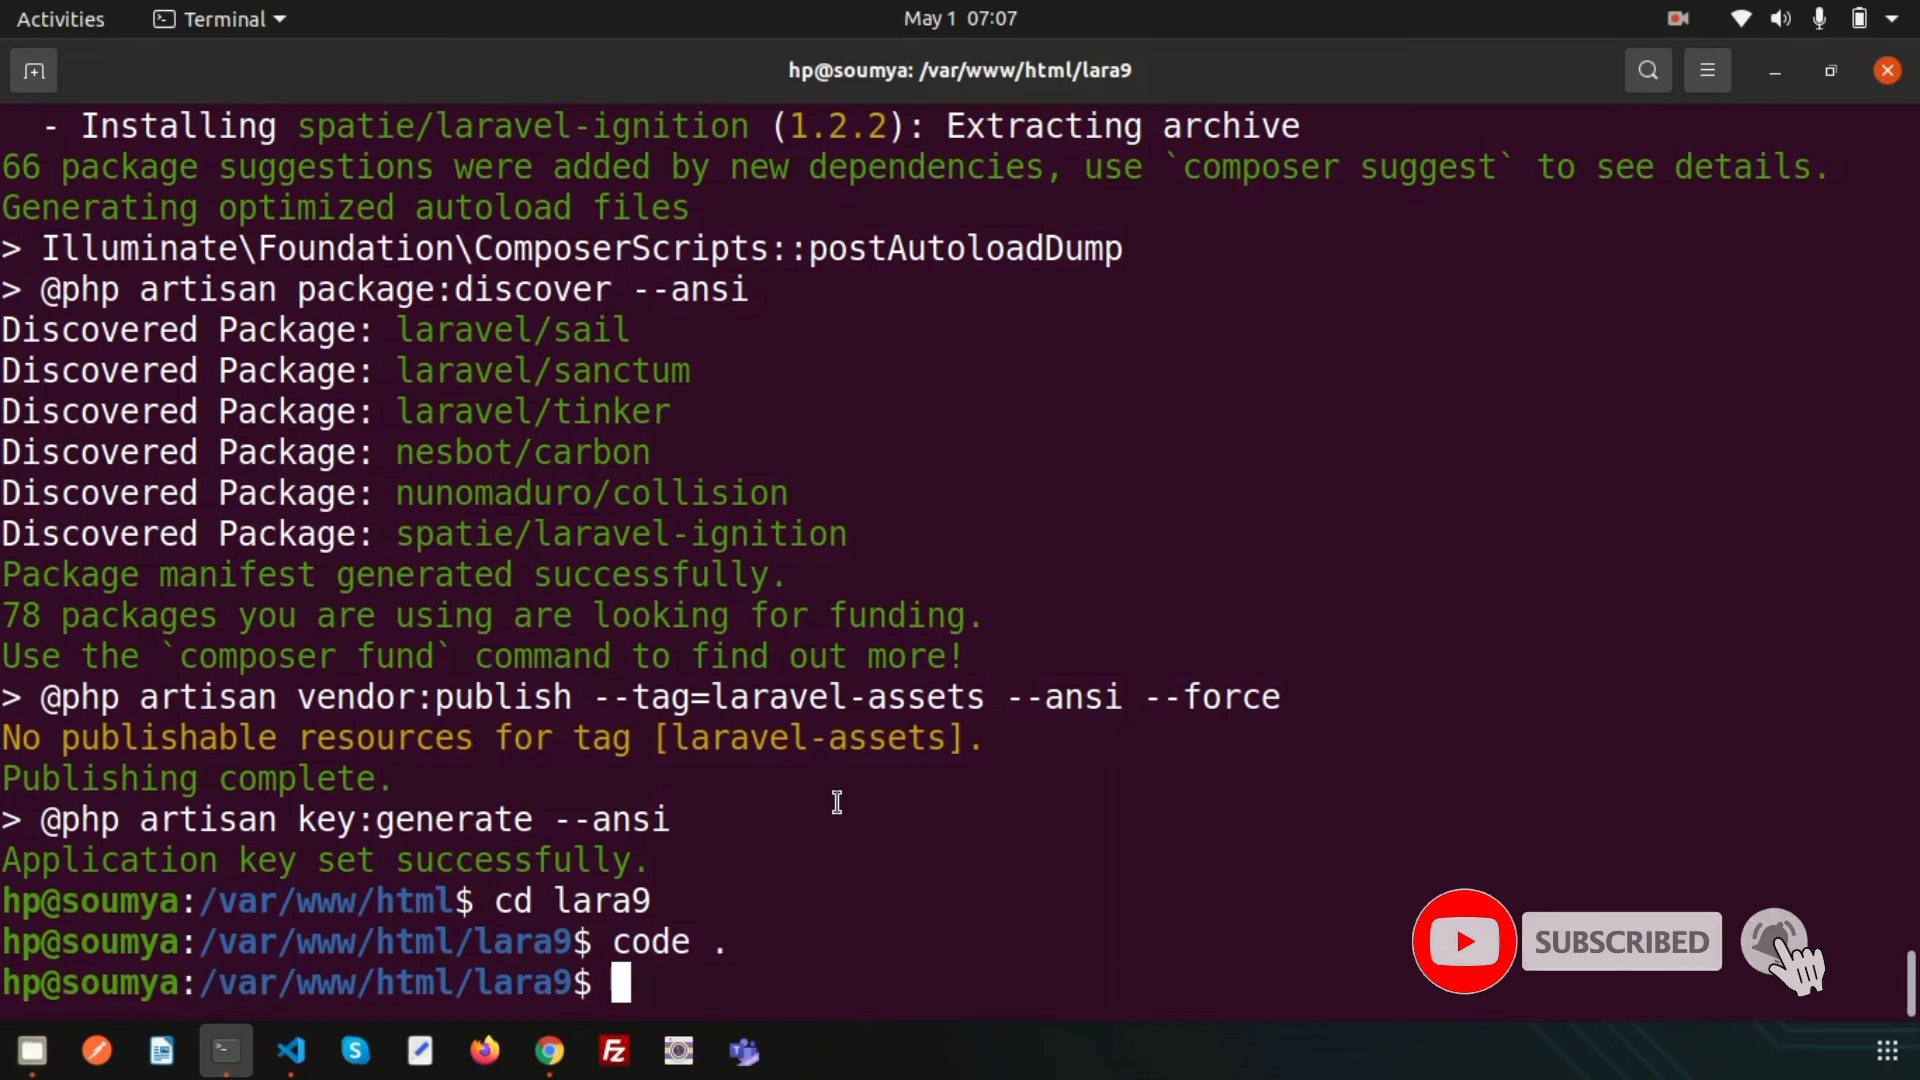 Activities Terminal May 1 07:07
hp@soumya: /var/www/html/lara9
- Installing spatie/laravel-ignition (1.2.2): Extracting archive
66 package suggestions were added by new dependencies, use `composer suggest` to see details.
Generating optimized autoload files
> Illuminate\Foundation\ComposerScripts::postAutoloadDump
> @php artisan package:discover --ansi
Discovered Package: laravel/sail
Discovered Package: laravel/sanctum
Discovered Package: laravel/tinker
Discovered Package: nesbot/carbon
Discovered Package: nunomaduro/collision
Discovered Package: spatie/laravel-ignition
Package manifest generated successfully.
78 packages you are using are looking for funding.
Use the `composer fund` command to find out more!
> @php artisan vendor:publish --tag=laravel-assets --ansi --force
No publishable resources for tag [laravel-assets].
Publishing complete.
> @php artisan key:generate --ansi
Application key set successfully.
hp@soumya:/var/www/html$ cd lara9
hp@soumya:/var/www/html/lara9$ code .
hp@soumya:/var/www/html/lara9$
SUBSCRIBED